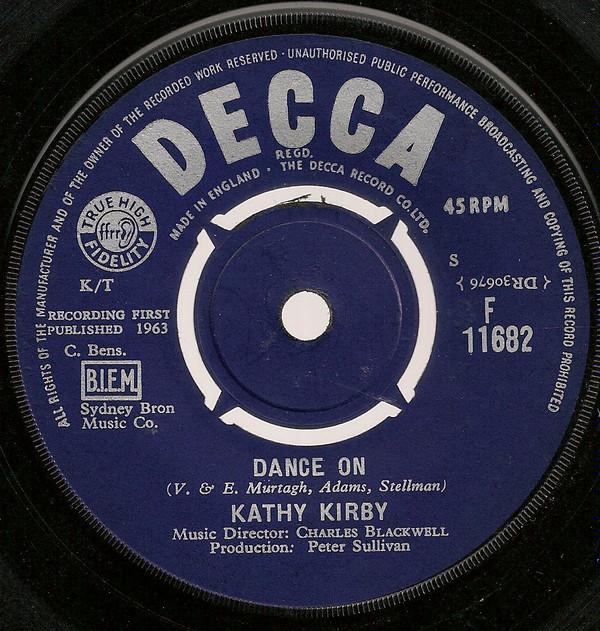 ALL RIGHTS OF THE MANUFACTURER AND OF THE OWNER OF THE RECORDED WORK RESERVED · UNAUTHORISED PUBLIC PERFORMANCE BROADCASTING AND COPYING OF THIS RECORD PROHIBITED
DECCA
REGD.
MADE IN ENGLAND · THE DECCA RECORD CO. LTD.
TRUE HIGH
ffrr
FIDELITY
45 RPM
K/T
S
{ DR30676 }
RECORDING FIRST
PUBLISHED 1963
F
11682
C. Bens.
B.I.E.M.
Sydney Bron
Music Co.
DANCE ON
(V. & E. Murtagh, Adams, Stellman)
KATHY KIRBY
Music Director: CHARLES BLACKWELL
Production: Peter Sullivan